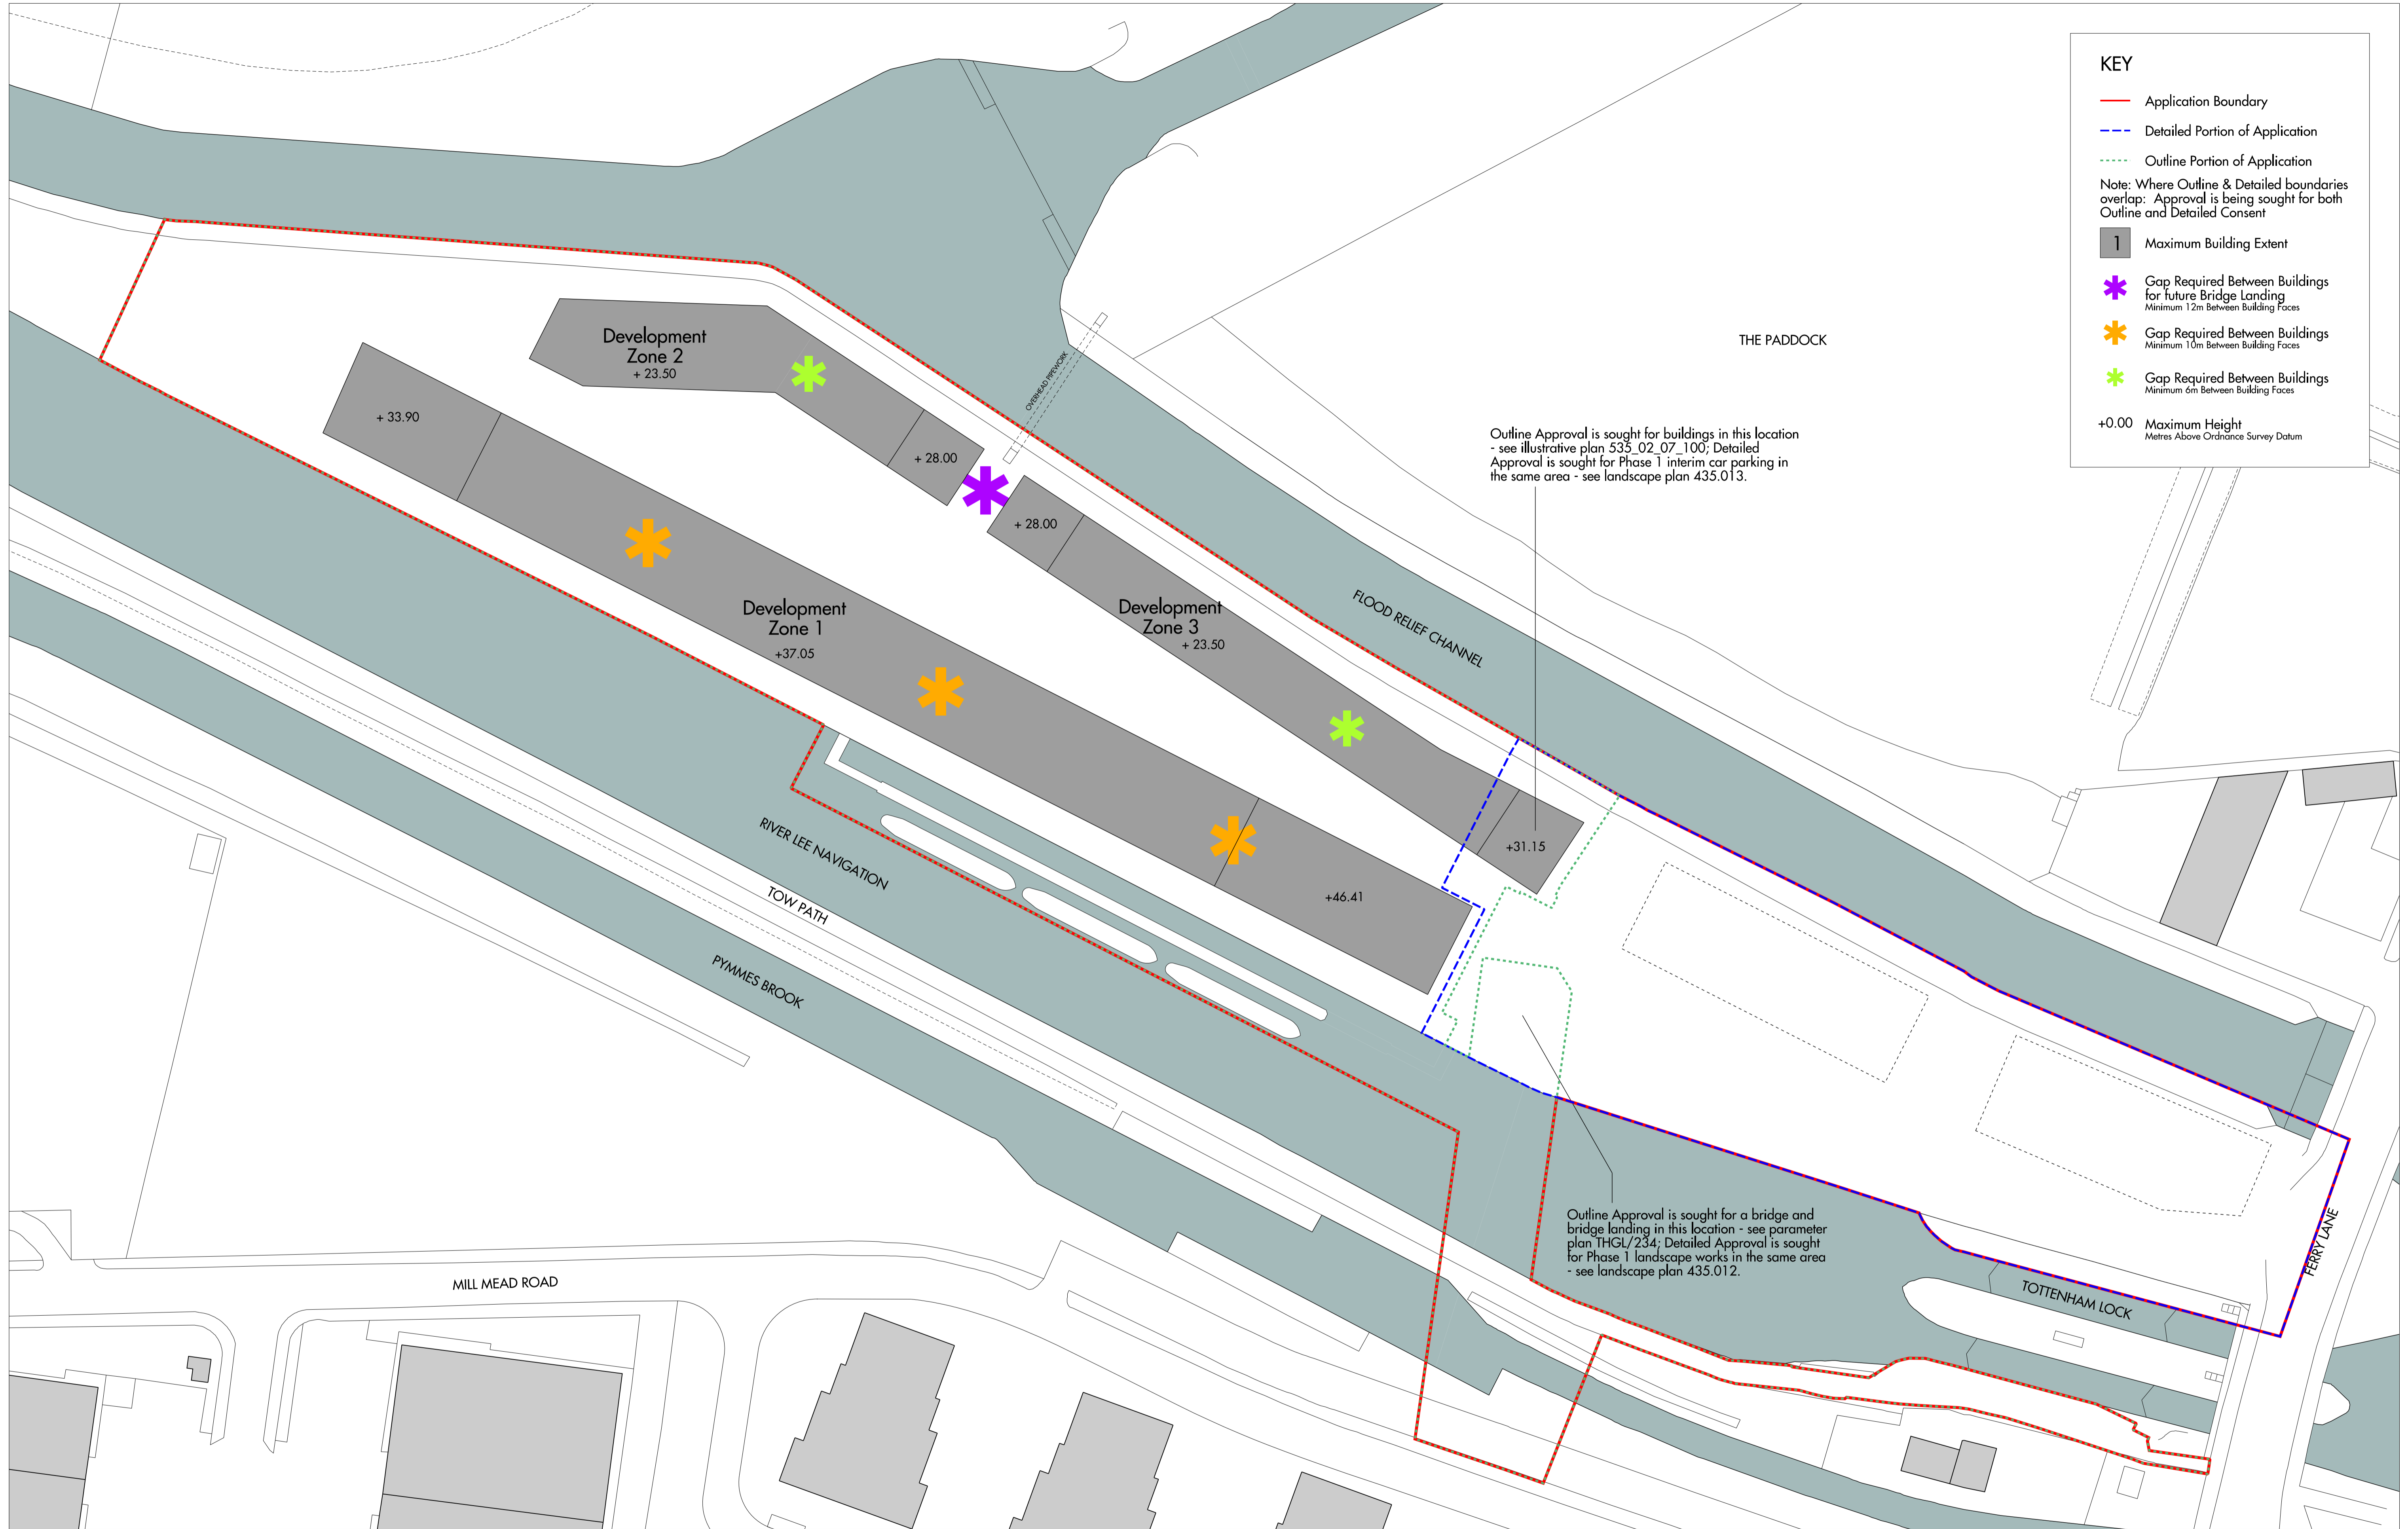 KEY
Application Boundary
Detailed Portion of Application
Outline Portion of Application
Note: Where Outline & Detailed boundaries
overlap:  Approval is being sought for both
Outline and Detailed Consent
1
Maximum Building Extent
Gap Required Between Buildings
for future Bridge Landing
Minimum 12m Between Building Faces
Gap Required Between Buildings
Minimum 10m Between Building Faces
Gap Required Between Buildings
Minimum 6m Between Building Faces
+0.00
Maximum Height
Metres Above Ordnance Survey Datum
THE PADDOCK
Development
Zone 2
+ 23.50
OVERHEAD PIPEWORK
+ 33.90
+ 28.00
Outline Approval is sought for buildings in this location
- see illustrative plan 535_02_07_100; Detailed
Approval is sought for Phase 1 interim car parking in
the same area - see landscape plan 435.013.
+ 28.00
Development
Zone 1
+37.05
Development
Zone 3
+ 23.50
FLOOD RELIEF CHANNEL
RIVER LEE NAVIGATION
+31.15
+46.41
TOW PATH
PYMMES BROOK
Outline Approval is sought for a bridge and
bridge landing in this location - see parameter
plan THGL/234; Detailed Approval is sought
for Phase 1 landscape works in the same area
- see landscape plan 435.012.
FERRY LANE
MILL MEAD ROAD
TOTTENHAM LOCK